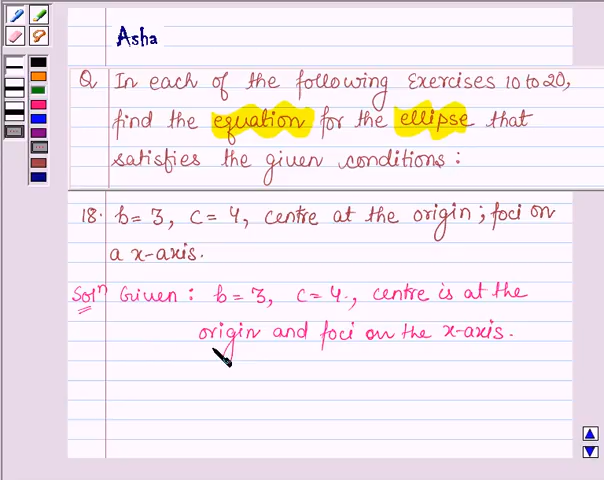 Asha
Q In each of the following Exercises 10 to 20,
find the equation for the ellipse that
satisfies the given conditions :
18. b = 3, c = 4, centre at the origin; foci on
a x-axis.
Solⁿ Given : b = 3, c = 4., centre is at the
origin and foci on the x-axis.